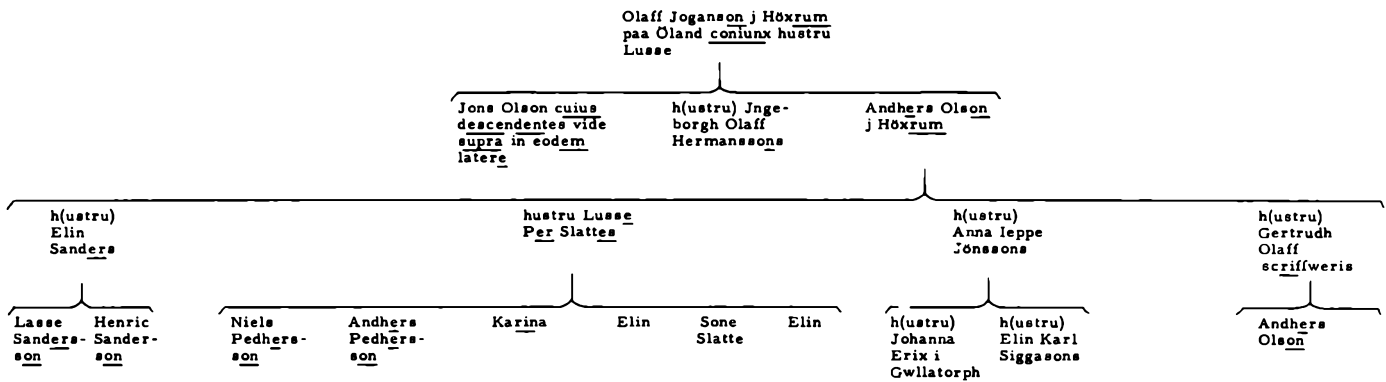 Olaff Joganson j Höxrum
paa Öland coniunx hustru
Lusse
Jons Olson cuius
descendentes vide
supra in eodem
latere
h(ustru) Jnge-
borgh Olaff
Hermanssons
Andhers Olson
j Höxrum
h(ustru)
Elin
Sanders
hustru Lusse
Per Slattes
h(ustru)
Anna Ieppe
Jönssons
h(ustru)
Gertrudh
Olaff
scriffweris
Lasse
Sanders-
son
Henric
Sander-
son
Niels
Pedhers-
son
Andhers
Pedhers-
son
Karina
Elin
Sone
Slatte
Elin
h(ustru)
Johanna
Erix i
Gwllatorph
h(ustru)
Elin Karl
Siggasons
Andhers
Olson